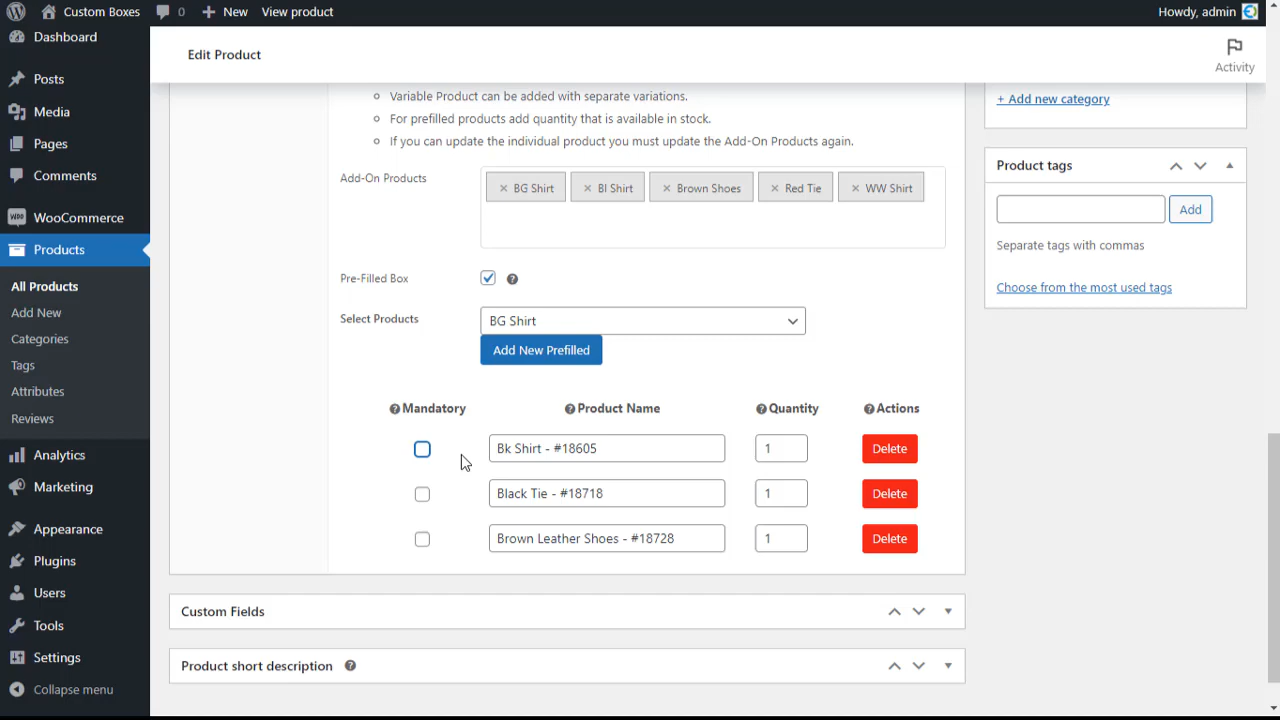 Custom Boxes
0
New
View product
Howdy, admin
Dashboard
Posts
Media
Pages
Comments
WooCommerce
Products
All Products
Add New
Categories
Tags
Attributes
Reviews
Analytics
Marketing
Appearance
Plugins
Users
Tools
Settings
Collapse menu
Edit Product
Activity
Variable Product can be added with separate variations.
For prefilled products add quantity that is available in stock.
If you can update the individual product you must update the Add-On Products again.
Add-On Products
× BG Shirt × Bl Shirt × Brown Shoes × Red Tie × WW Shirt
Pre-Filled Box
Select Products
BG Shirt
Add New Prefilled
Mandatory Product Name Quantity Actions
Bk Shirt - #18605 1 Delete
Black Tie - #18718 1 Delete
Brown Leather Shoes - #18728 1 Delete
Custom Fields
Product short description
+ Add new category
Product tags
Add
Separate tags with commas
Choose from the most used tags